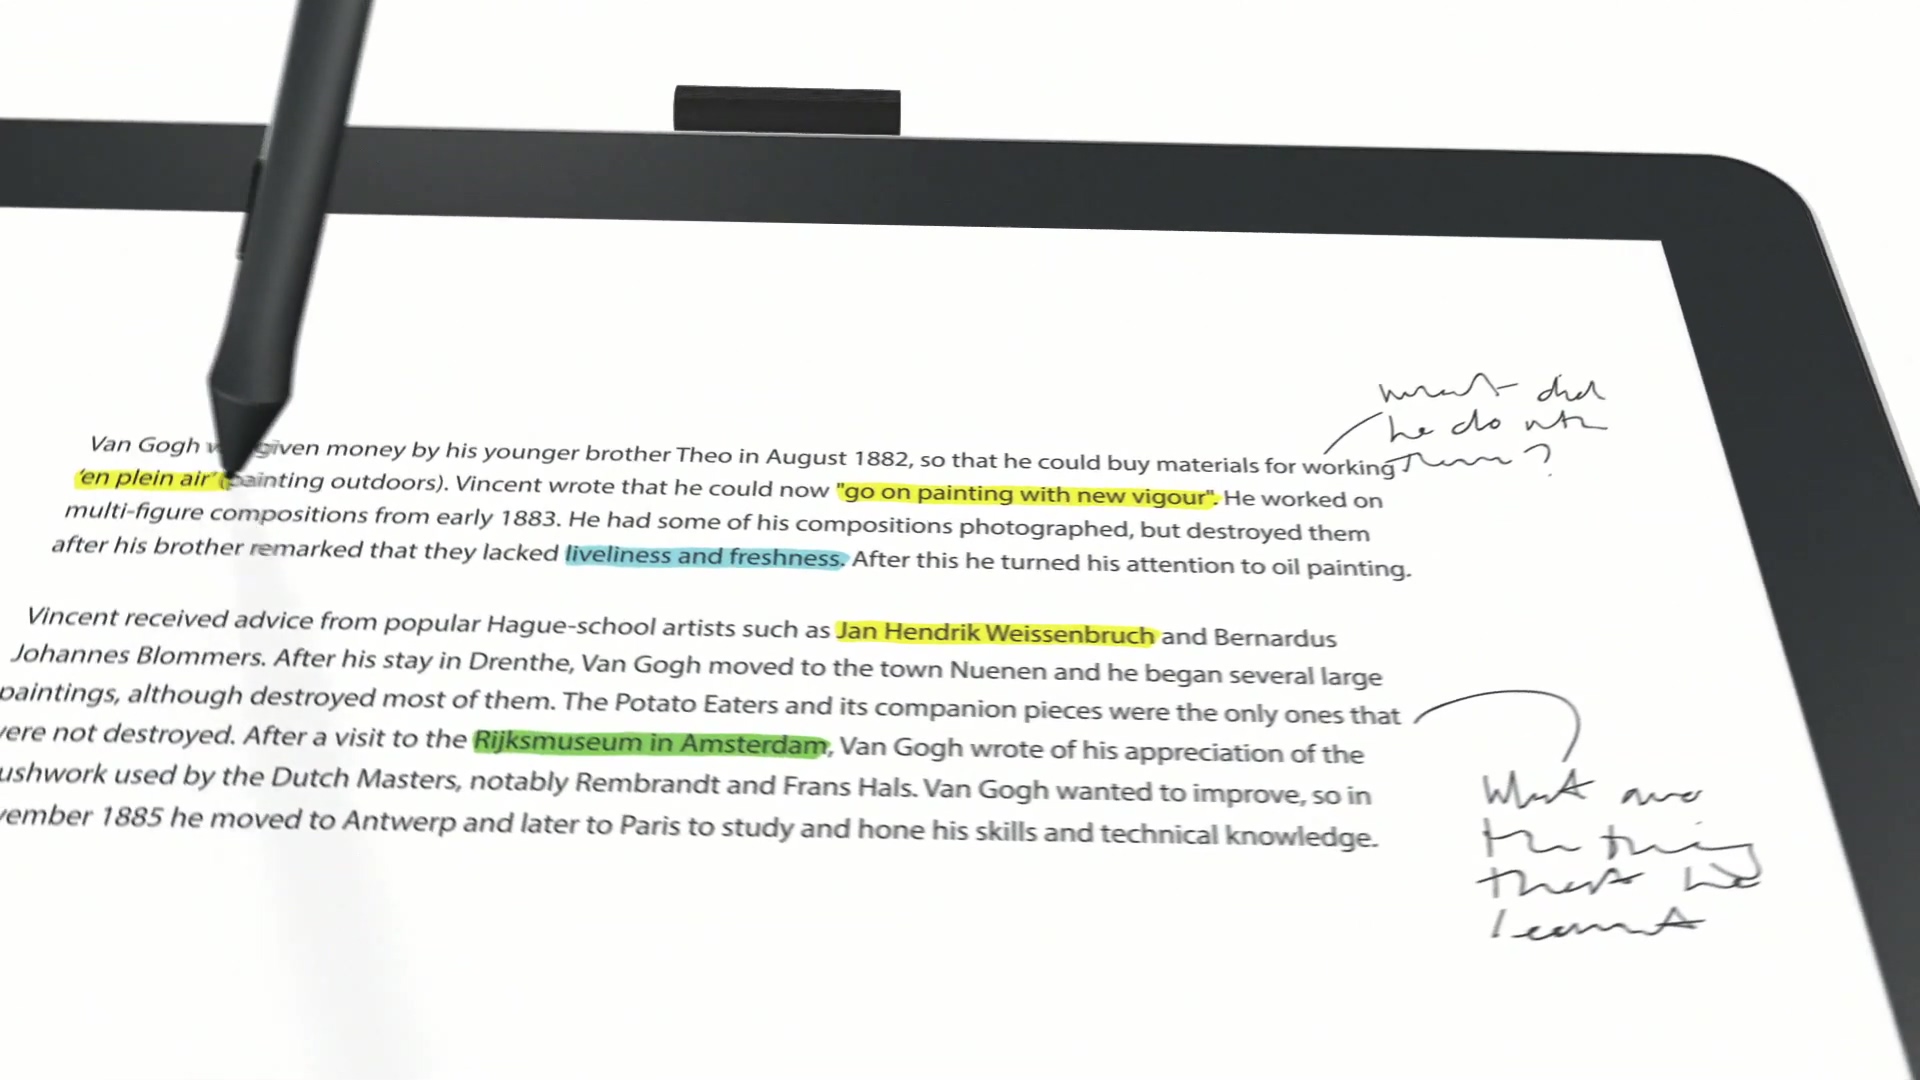 what did
he do with
them?
Van Gogh given money by his younger brother Theo in August 1882, so that he could buy materials for working
'en plein air' (painting outdoors). Vincent wrote that he could now "go on painting with new vigour". He worked on
multi-figure compositions from early 1883. He had some of his compositions photographed, but destroyed them
after his brother remarked that they lacked liveliness and freshness. After this he turned his attention to oil painting.
Vincent received advice from popular Hague-school artists such as Jan Hendrik Weissenbruch and Bernardus
Johannes Blommers. After his stay in Drenthe, Van Gogh moved to the town Nuenen and he began several large
paintings, although destroyed most of them. The Potato Eaters and its companion pieces were the only ones that
ere not destroyed. After a visit to the Rijksmuseum in Amsterdam, Van Gogh wrote of his appreciation of the
ushwork used by the Dutch Masters, notably Rembrandt and Frans Hals. Van Gogh wanted to improve, so in
vember 1885 he moved to Antwerp and later to Paris to study and hone his skills and technical knowledge.
What are
the thing
that he
learnt